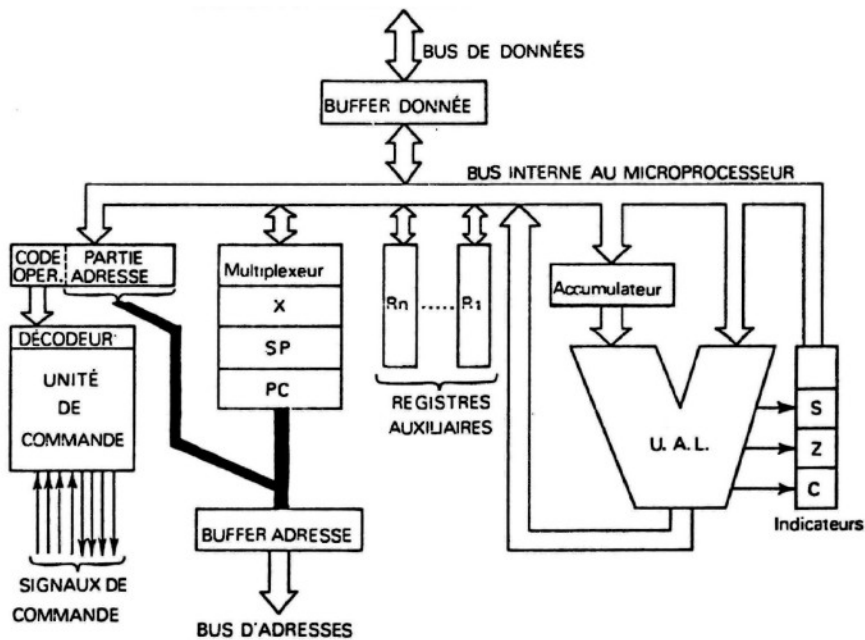 BUS DE DONNÉES
BUFFER DONNÉE
BUS INTERNE AU MICROPROCESSEUR
CODE OPER.
PARTIE ADRESSE
DÉCODEUR
UNITÉ
DE
COMMANDE
SIGNAUX DE
COMMANDE
Multiplexeur
X
SP
PC
BUFFER ADRESSE
BUS D'ADRESSES
Rn ..... R1
REGISTRES
AUXILIAIRES
Accumulateur
U.A.L.
S
Z
C
Indicateurs